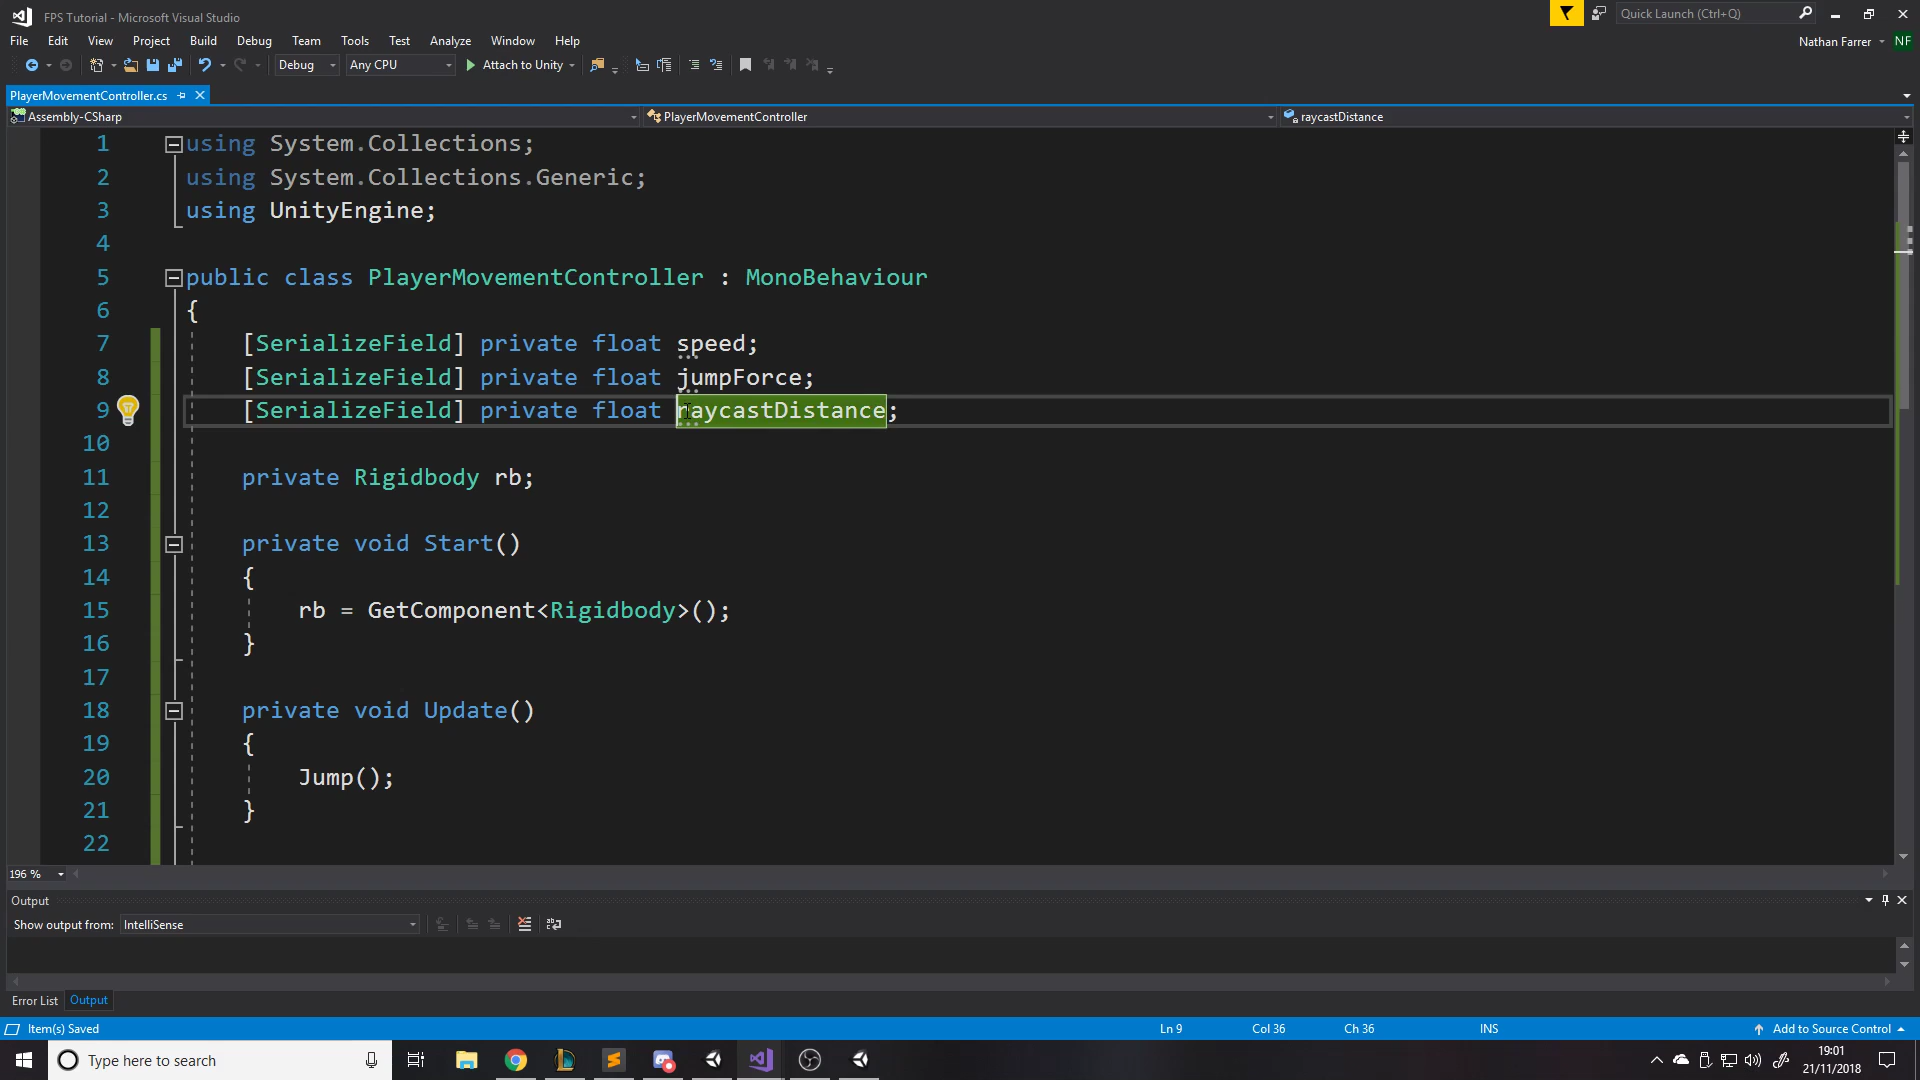 FPS Tutorial - Microsoft Visual Studio
Quick Launch (Ctrl+Q)
File Edit View Project Build Debug Team Tools Test Analyze Window Help
Nathan Farrer NF
Debug Any CPU Attach to Unity
PlayerMovementController.cs
Assembly-CSharp PlayerMovementController raycastDistance
1 using System.Collections;
2 using System.Collections.Generic;
3 using UnityEngine;
4
5 public class PlayerMovementController : MonoBehaviour
6 {
7 [SerializeField] private float speed;
8 [SerializeField] private float jumpForce;
9 [SerializeField] private float raycastDistance;
10
11 private Rigidbody rb;
12
13 private void Start()
14 {
15 rb = GetComponent<Rigidbody>();
16 }
17
18 private void Update()
19 {
20 Jump();
21 }
22
196 %
Output
Show output from: IntelliSense
Error List Output
Item(s) Saved Ln 9 Col 36 Ch 36 INS Add to Source Control
Type here to search
19:01
21/11/2018